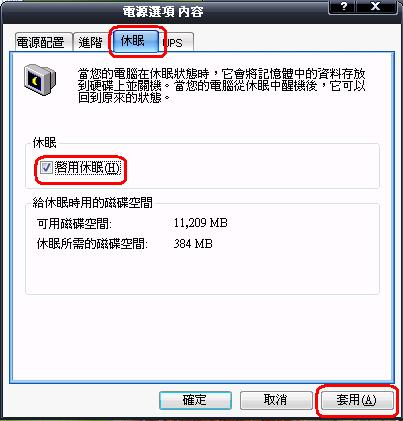 電源選項 內容
電源配置 進階 休眠 UPS
當您的電腦在休眠狀態時，它會將記憶體中的資料存放
到硬碟上並關機。當您的電腦從休眠中醒機後，它可以
回到原來的狀態。
休眠
啓用休眠(H)
給休眠時用的磁碟空間
可用磁碟空間: 11,209 MB
休眠所需的磁碟空間: 384 MB
確定 取消 套用(A)